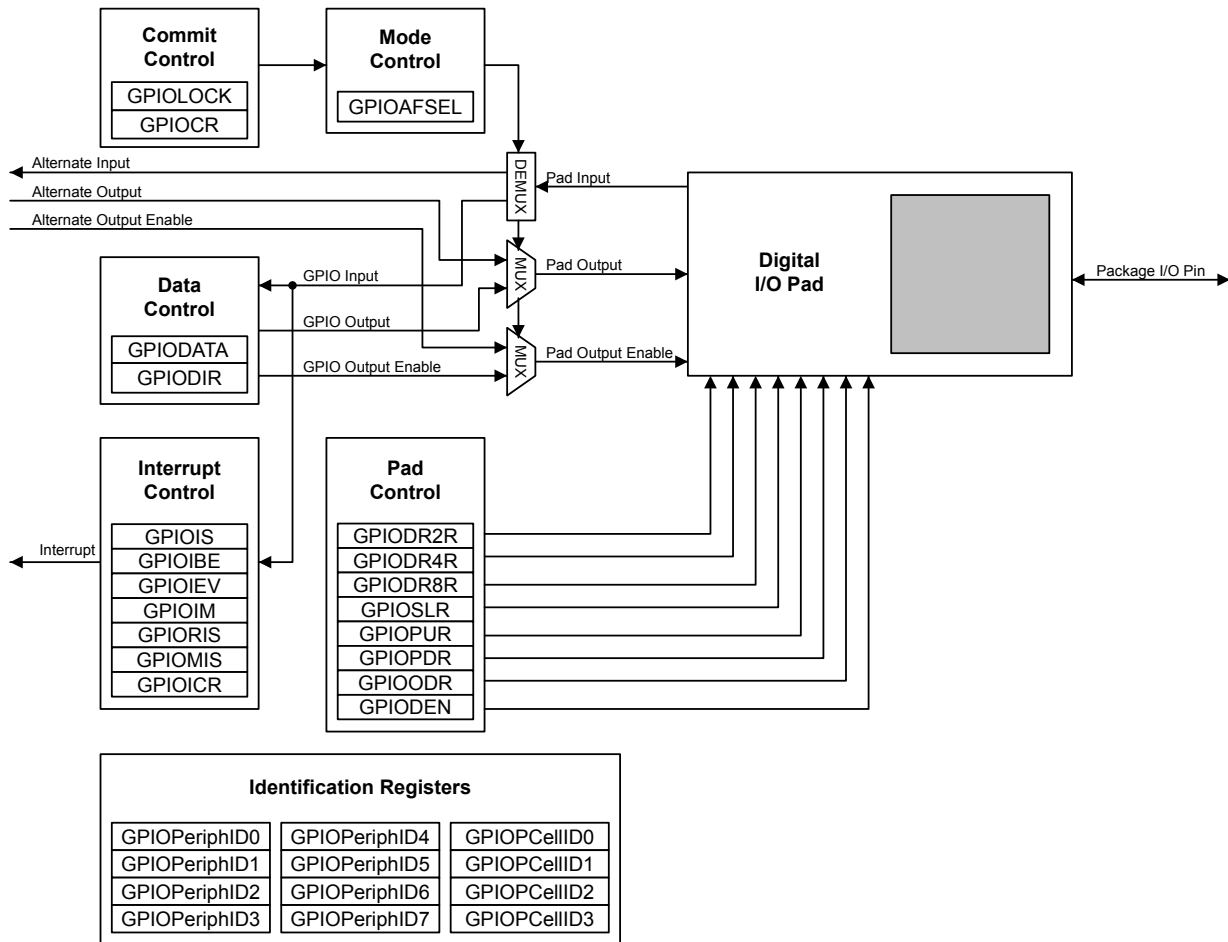 Commit
Control
GPIOLOCK
GPIOCR
Mode
Control
GPIOAFSEL
Alternate Input
Alternate Output
Alternate Output Enable
DEMUX
Pad Input
MUX
Pad Output
MUX
Pad Output Enable
Digital
I/O Pad
Package I/O Pin
Data
Control
GPIODATA
GPIODIR
GPIO Input
GPIO Output
GPIO Output Enable
Interrupt
Control
GPIOIS
GPIOIBE
GPIOIEV
GPIOIM
GPIORIS
GPIOMIS
GPIOICR
Interrupt
Pad
Control
GPIODR2R
GPIODR4R
GPIODR8R
GPIOSLR
GPIOPUR
GPIOPDR
GPIOODR
GPIODEN
Identification Registers
GPIOPeriphID0
GPIOPeriphID1
GPIOPeriphID2
GPIOPeriphID3
GPIOPeriphID4
GPIOPeriphID5
GPIOPeriphID6
GPIOPeriphID7
GPIOPCellID0
GPIOPCellID1
GPIOPCellID2
GPIOPCellID3